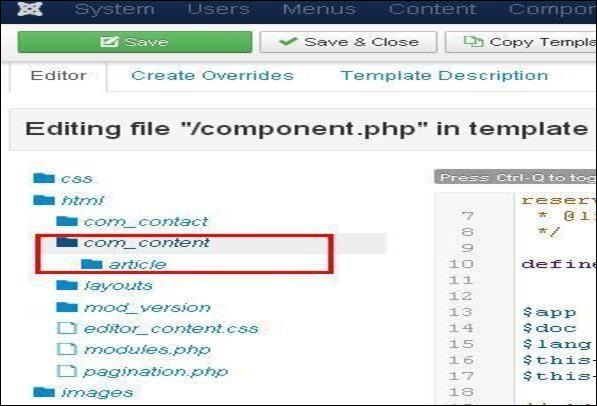 System Users Menus Content Compon
Save Save & Close Copy Templa
Editor Create Overrides Template Description
Editing file "/component.php" in template
css
html
com_contact
com_content
article
layouts
mod_version
editor_content.css
modules.php
pagination.php
images
Press Ctrl-Q to tog
reserv
7 * @li
8 */
9
10 define
11
12
13 $app
14 $doc
15 $lang
16 $this-
17 $this-
18